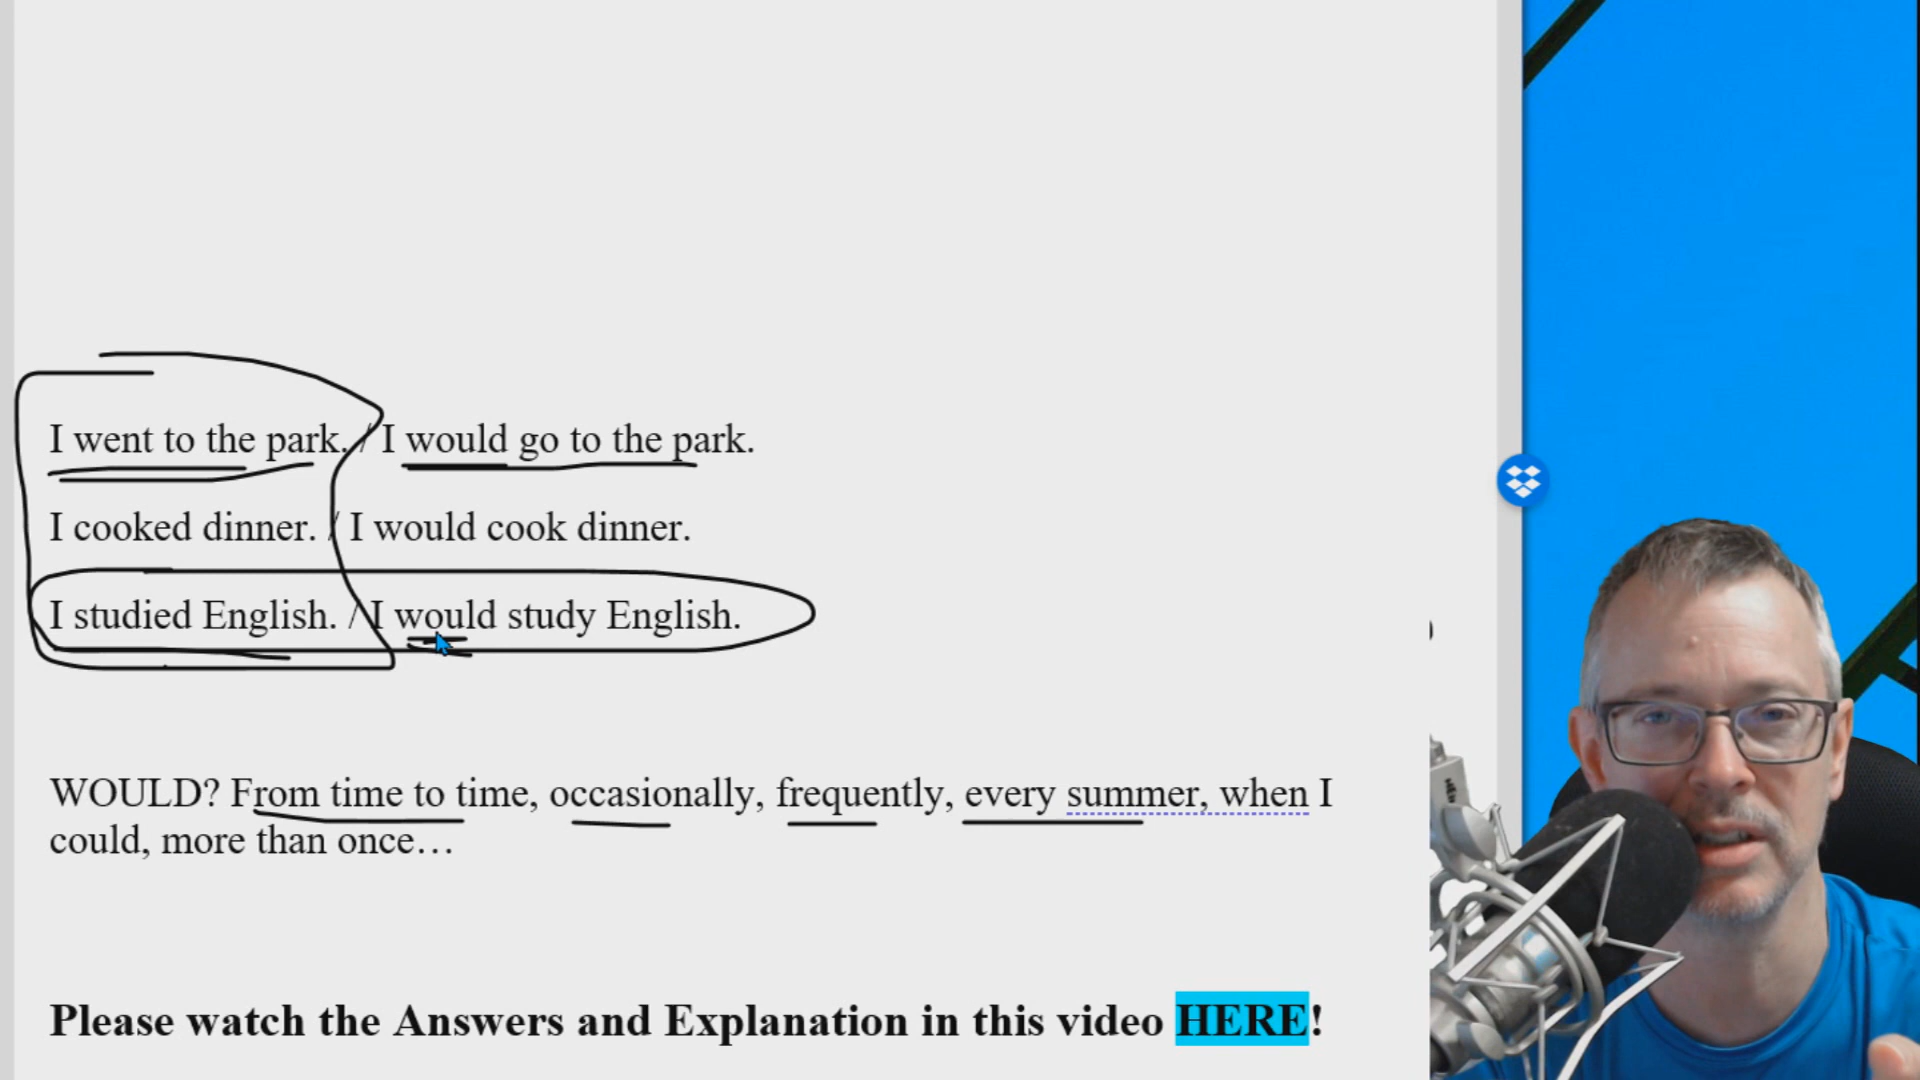 I went to the park. / I would go to the park.
I cooked dinner. / I would cook dinner.
I studied English. / I would study English.
WOULD? From time to time, occasionally, frequently, every summer, when I
could, more than once…
Please watch the Answers and Explanation in this video HERE!